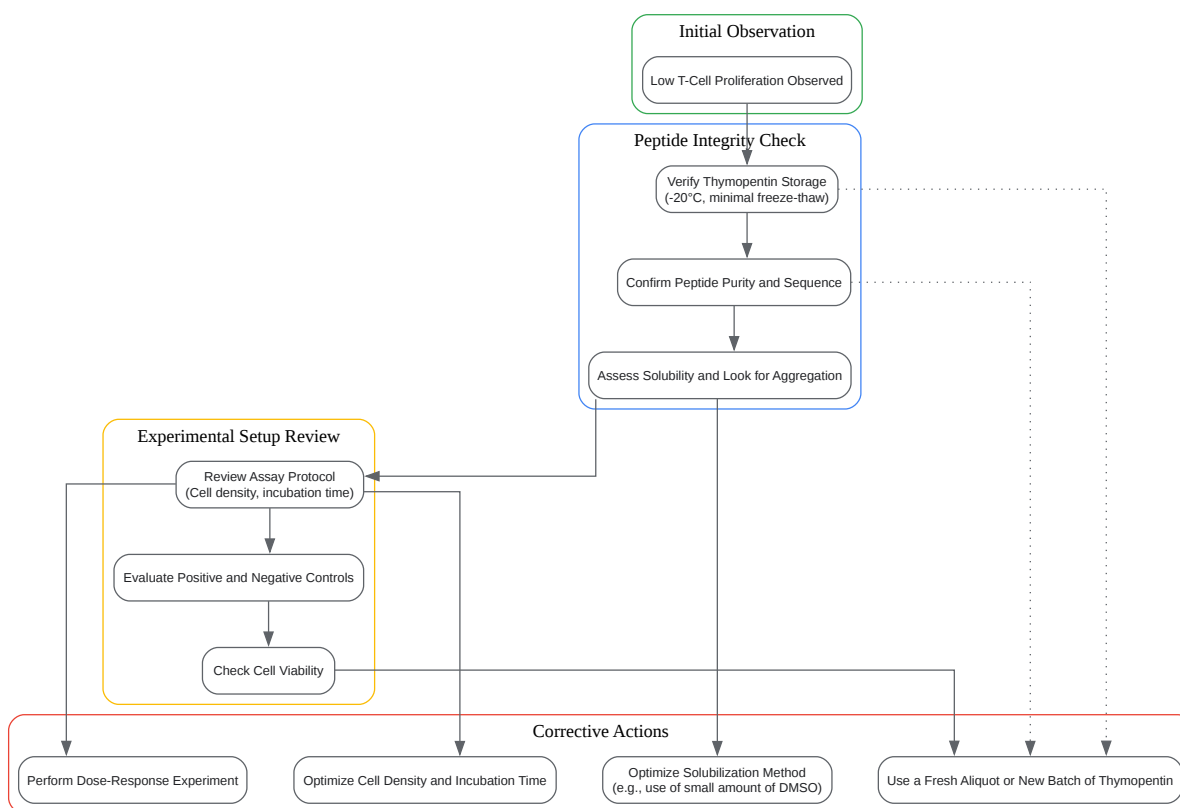 Initial Observation
Low T-Cell Proliferation Observed
Peptide Integrity Check
Verify Thymopentin Storage
(-20°C, minimal freeze-thaw)
Confirm Peptide Purity and Sequence
Assess Solubility and Look for Aggregation
Experimental Setup Review
Review Assay Protocol
(Cell density, incubation time)
Evaluate Positive and Negative Controls
Check Cell Viability
Corrective Actions
Perform Dose-Response Experiment
Optimize Cell Density and Incubation Time
Optimize Solubilization Method
(e.g., use of small amount of DMSO)
Use a Fresh Aliquot or New Batch of Thymopentin